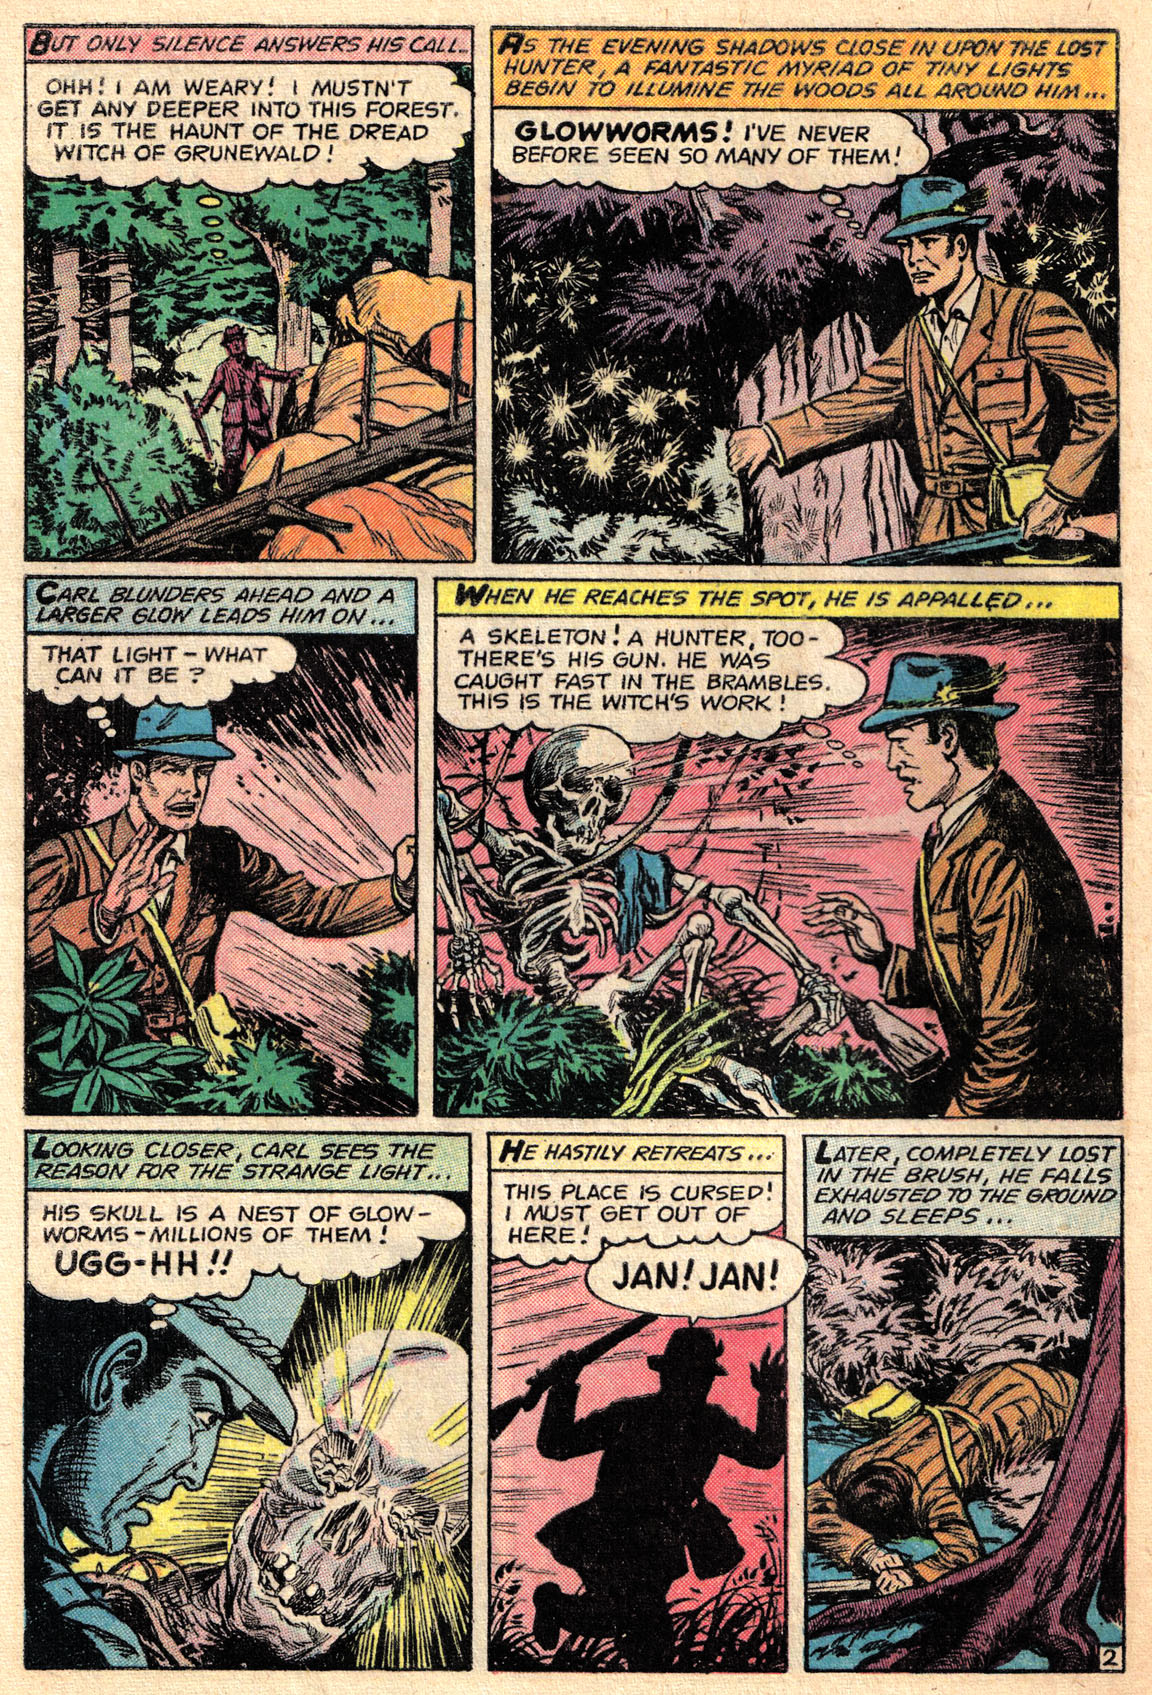 BUT ONLY SILENCE ANSWERS HIS CALL...
OHH! I AM WEARY! I MUSTN'T
GET ANY DEEPER INTO THIS FOREST.
IT IS THE HAUNT OF THE DREAD
WITCH OF GRUNEWALD!
AS THE EVENING SHADOWS CLOSE IN UPON THE LOST
HUNTER, A FANTASTIC MYRIAD OF TINY LIGHTS
BEGIN TO ILLUMINE THE WOODS ALL AROUND HIM...
GLOWWORMS! I'VE NEVER
BEFORE SEEN SO MANY OF THEM!
CARL BLUNDERS AHEAD AND A
LARGER GLOW LEADS HIM ON...
THAT LIGHT - WHAT
CAN IT BE?
WHEN HE REACHES THE SPOT, HE IS APPALLED...
A SKELETON! A HUNTER, TOO -
THERE'S HIS GUN. HE WAS
CAUGHT FAST IN THE BRAMBLES.
THIS IS THE WITCH'S WORK!
LOOKING CLOSER, CARL SEES THE
REASON FOR THE STRANGE LIGHT...
HIS SKULL IS A NEST OF GLOW-
WORMS - MILLIONS OF THEM!
UGG-HH!!
HE HASTILY RETREATS...
THIS PLACE IS CURSED!
I MUST GET OUT OF
HERE!
JAN! JAN!
LATER, COMPLETELY LOST
IN THE BRUSH, HE FALLS
EXHAUSTED TO THE GROUND
AND SLEEPS...
2